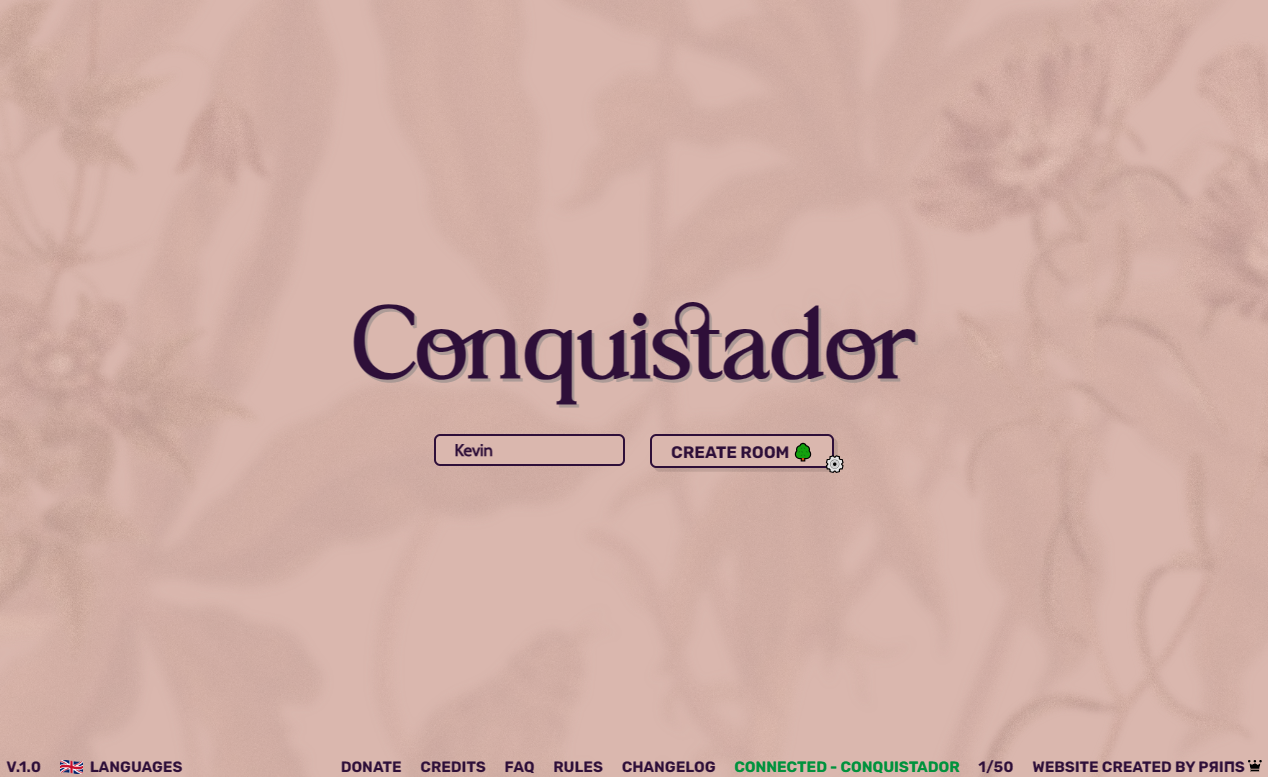 Conquistador
Kevin
CREATE ROOM
V.1.0 LANGUAGES DONATE CREDITS FAQ RULES CHANGELOG CONNECTED - CONQUISTADOR 1/50 WEBSITE CREATED BY PЯIПS